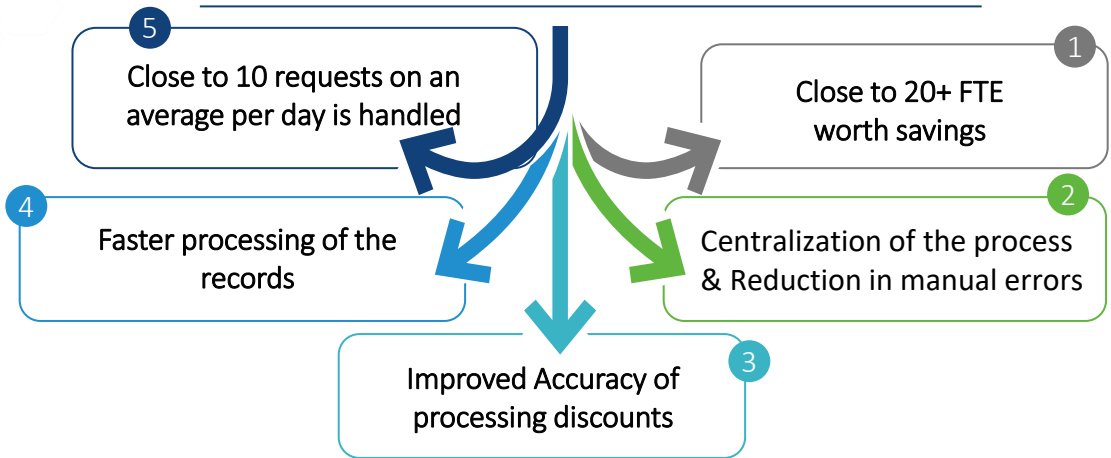 1
Close to 20+ FTE
worth savings
2
Centralization of the process
& Reduction in manual errors
3
Improved Accuracy of
processing discounts
4
Faster processing of the
records
5
Close to 10 requests on an
average per day is handled